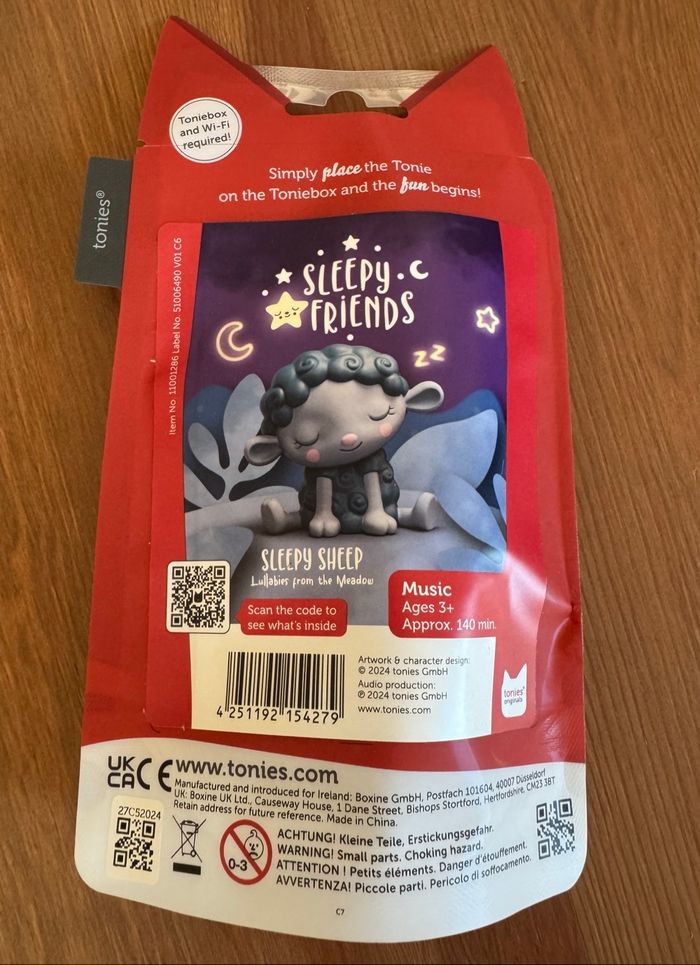 Toniebox
and Wi-Fi
required!
Simply place the Tonie
on the Toniebox and the fun begins!
tonies®
Item No. 11001286 Label No. 51006490 V01 C6
SLEEPY
FRIENDS
zz
SLEEPY SHEEP
Lullabies from the Meadow
Scan the code to
see what's inside
Music
Ages 3+
Approx. 140 min.
4 251192 154279
Artwork & character design:
© 2024 tonies GmbH
Audio production:
℗ 2024 tonies GmbH
www.tonies.com
tonies®
originals
UK
CA CE www.tonies.com
Manufactured and introduced for Ireland: Boxine GmbH, Postfach 101604, 40007 Düsseldorf
UK: Boxine UK Ltd., Causeway House, 1 Dane Street, Bishops Stortford, Hertfordshire, CM23 3BT
Retain address for future reference. Made in China.
27C52024
0-3
ACHTUNG! Kleine Teile, Erstickungsgefahr.
WARNING! Small parts. Choking hazard.
ATTENTION ! Petits éléments. Danger d'étouffement.
AVVERTENZA! Piccole parti. Pericolo di soffocamento.
C7